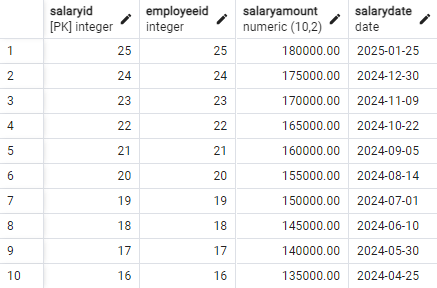 salaryid employeeid salaryamount salarydate
[PK] integer integer numeric (10,2) date
1 25 25 180000.00 2025-01-25
2 24 24 175000.00 2024-12-30
3 23 23 170000.00 2024-11-09
4 22 22 165000.00 2024-10-22
5 21 21 160000.00 2024-09-05
6 20 20 155000.00 2024-08-14
7 19 19 150000.00 2024-07-01
8 18 18 145000.00 2024-06-10
9 17 17 140000.00 2024-05-30
10 16 16 135000.00 2024-04-25